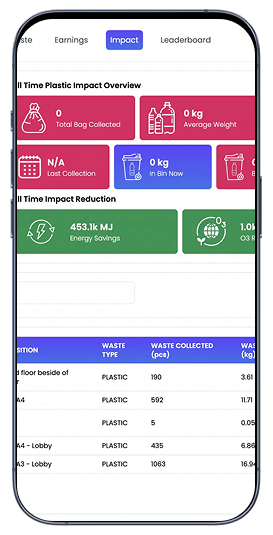 ste Earnings Impact Leaderboard
ll Time Plastic Impact Overview
0
Total Bag Collected
0 kg
Average Weight
N/A
Last Collection
0 kg
In Bin Now
0
B
ll Time Impact Reduction
453.1k MJ
Energy Savings
O3
1.0k
O3 R
SITION WASTE TYPE WASTE COLLECTED (pcs) WAS (kg)
d floor beside of
r PLASTIC 190 3.61
A4 PLASTIC 592 11.71
PLASTIC 5 0.05
A4 - Lobby PLASTIC 435 6.86
A3 - Lobby PLASTIC 1063 16.94